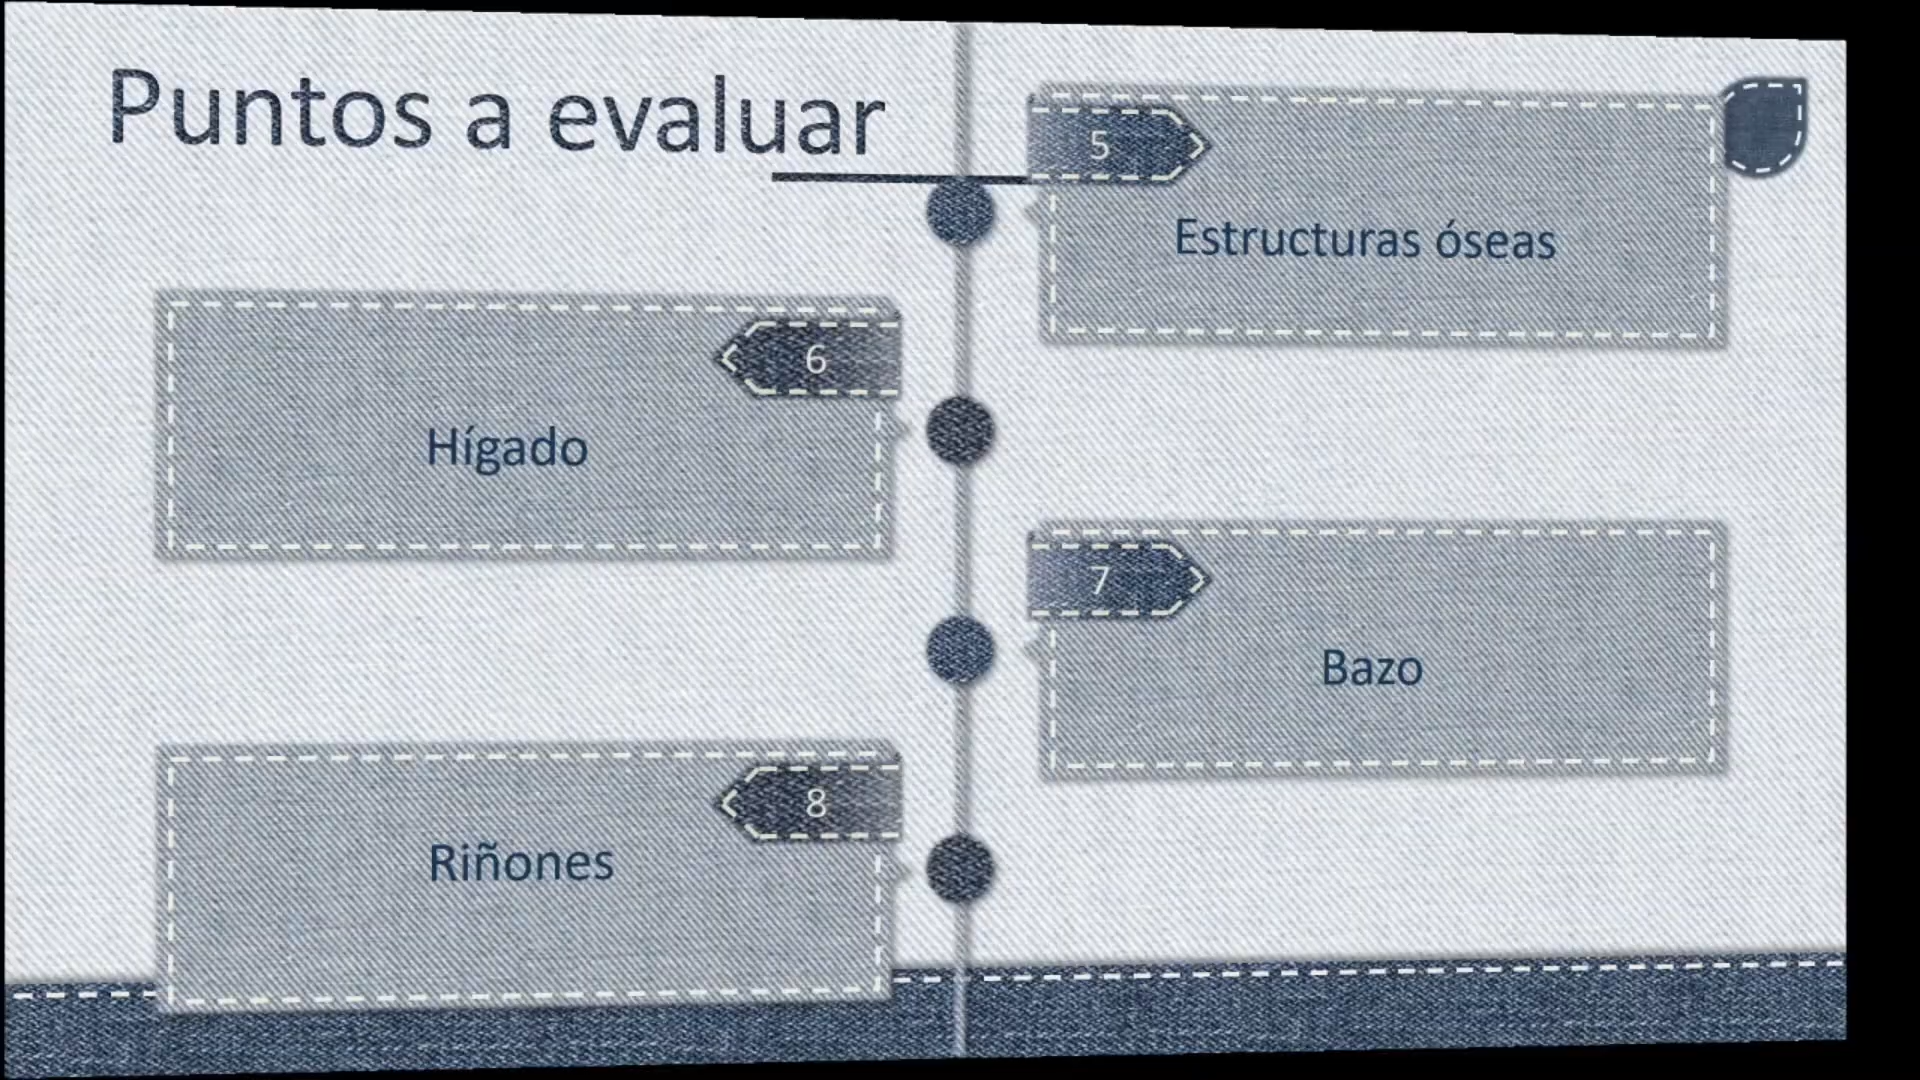 Puntos a evaluar
5
Estructuras óseas
6
Hígado
7
Bazo
8
Riñones